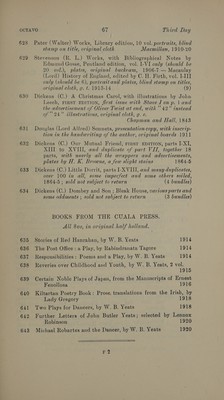 OCTAVO 67 Third Day
628 Pater (Walter) Works, Library edition, 10 vol. portraits, blind
stamp on title, original cloth Macmillan, 1910-20
629 Stevenson (R. L.) Works, with Bibliographical Notes by
Edmund Gosse, Pentland edition, vol. I-VI only (should be
20 vol.), plates, original buckram, 1906-7 — Macaulay
(Lord) History of England, edited by C. H. Firth, vol. I-III
only (should be 6), portrait and plates, blind stamp on titles,
original cloth, g. t. 1913-14 (9)
630 Dickens (C.) A Christmas Carol, with illustrations by John
Leech, FIRST EDITION, first issue with Stave I on p. 1 and
the advertisement of Oliver Twist at end, with
original cloth, g. e.
Chapman and Hall, 1843
631 Douglas (Lord Alfred) Sonnets, presentation copy, with inscrip-
tion in the handwriting of the author, original boards 1911
632 Dickens (C.) Our Mutual Friend, FIRST EDITION, parts I-XI,
XIII to XVIII, and duplicate of part VII, together 18
parts, with nearly all the wrappers and advertisements,
plates by H. K. Browne, a few slight stains 1864-5
633 Dickens (C.) Little Dorrit, parts I-XVIII, and many duplicates,
over 100 in all, some imperfect and some others soiled,
1864-5; sold not subject to return (4 bundles)
634 Dickens (C.) Dombey and Son; Bleak House, various parts and
some oddments; sold not subject to return (3 bundles)
BOOKS FROM THE CUALA PRESS.
All 8vo, in original half holland.
635 Stories of Red Hanrahan, by W. B. Yeats 1914
636 The Post Office: a Play, by Rabindranata Tagore 1914
637 Responsibilities: Poems and a Play, by W. B. Yeats 1914
638 Reveries over Childhood and Youth, by W. B. Yeats, 2 vol.
1915
639 Certain Noble Plays of Japan, from the Manuscripts of Ernest
Fenollosa 1916
640 Kiltartan Poetry Book: Prose translations from the Irish, by
Lady Gregory 1918
641 Two Plays for Dancers, by W. B. Yeats 1919
642 Further Letters of John Butler Yeats; selected by Lennox
Robinson 1920
643 Michael Robartes and the Dancer, by W. B. Yeats 1920
F 2